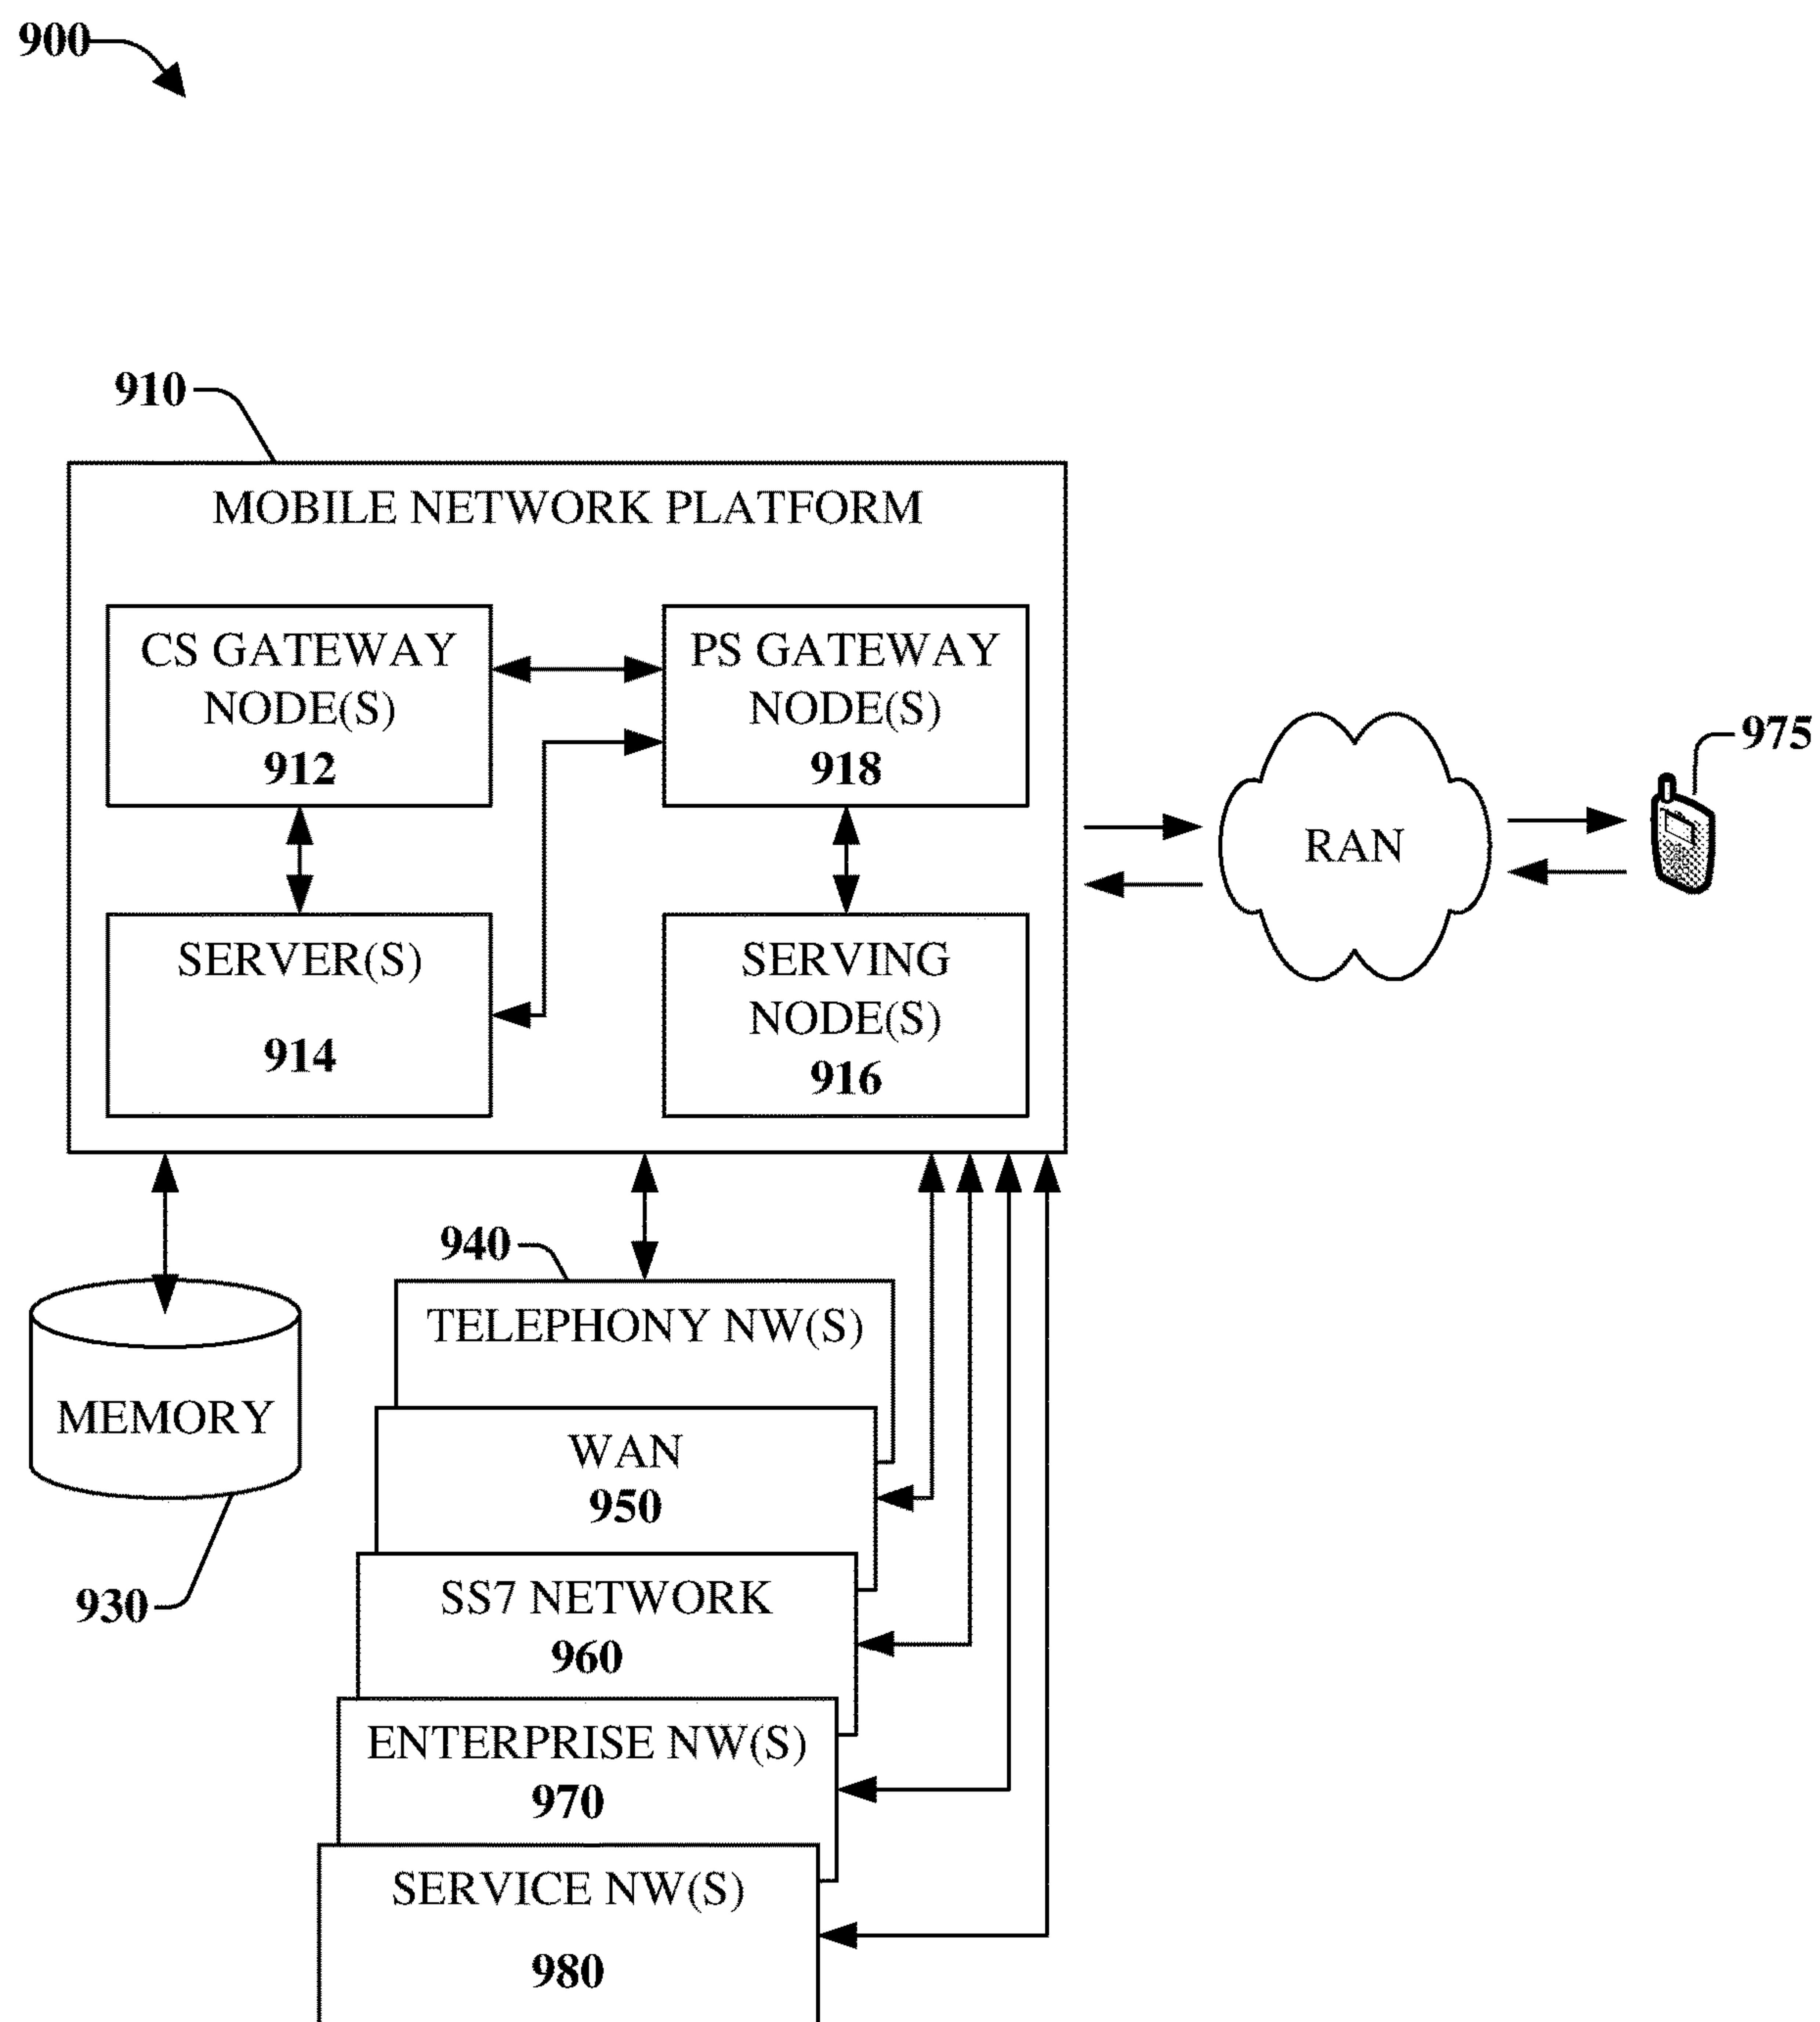 900
910
MOBILE NETWORK PLATFORM
CS GATEWAY
NODE(S)
912
PS GATEWAY
NODE(S)
918
SERVER(S)
914
SERVING
NODE(S)
916
RAN
975
940
TELEPHONY NW(S)
MEMORY
930
WAN
950
SS7 NETWORK
960
ENTERPRISE NW(S)
970
SERVICE NW(S)
980